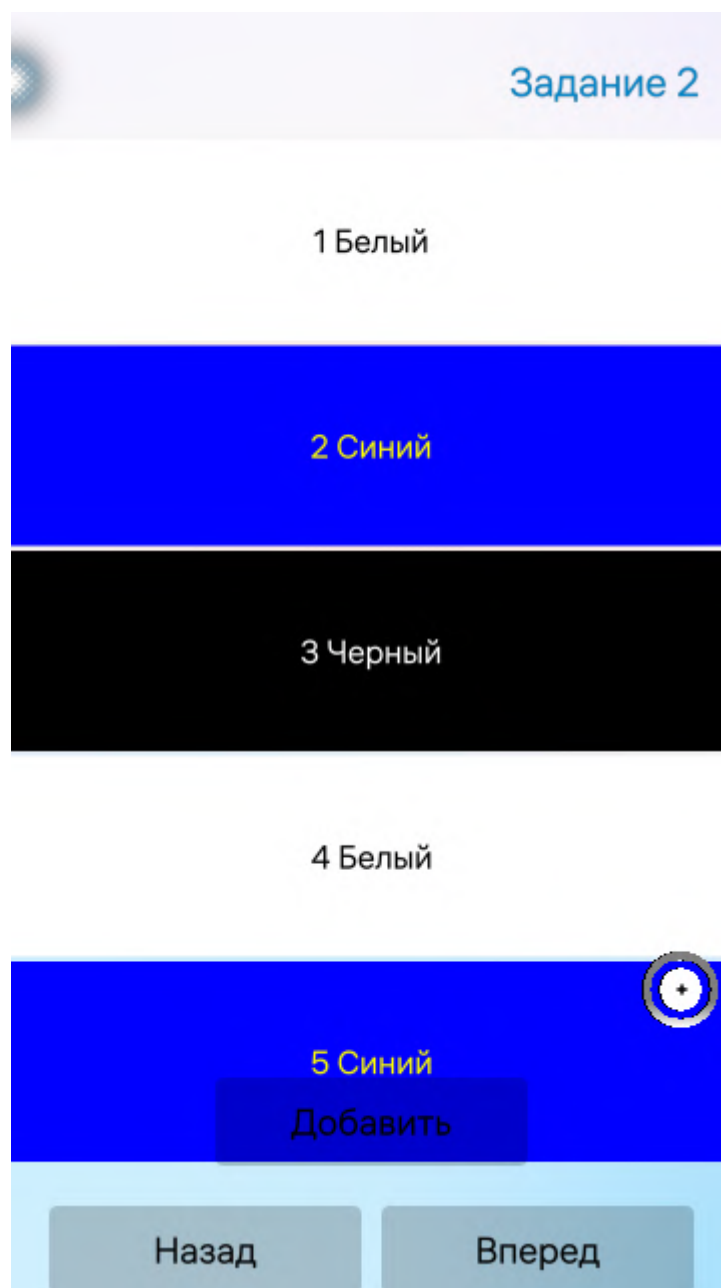 Задание 2
1 Белый
2 Синий
3 Черный
4 Белый
5 Синий
Добавить
Назад Вперед